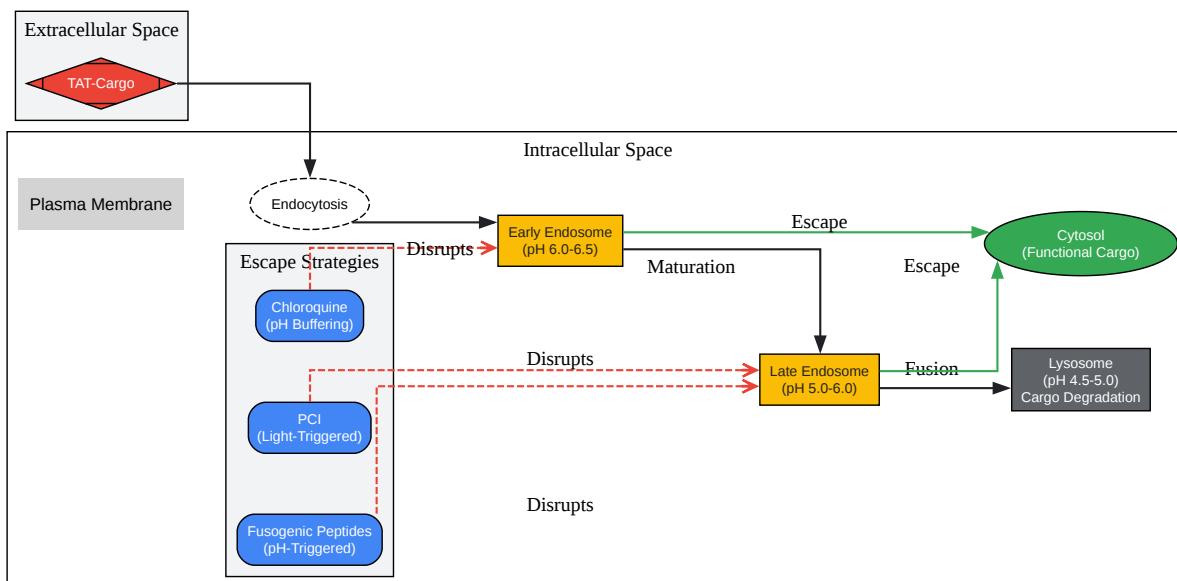 Extracellular Space
TAT-Cargo
Intracellular Space
Plasma Membrane
Endocytosis
Early Endosome
(pH 6.0-6.5)
Escape
Cytosol
(Functional Cargo)
Disrupts
Escape Strategies
Maturation
Escape
Chloroquine
(pH Buffering)
Disrupts
Late Endosome
(pH 5.0-6.0)
Fusion
Lysosome
(pH 4.5-5.0)
Cargo Degradation
PCI
(Light-Triggered)
Disrupts
Fusogenic Peptides
(pH-Triggered)